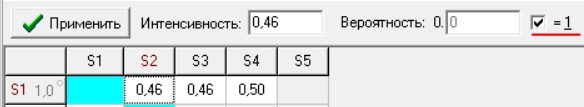 Применить Интенсивность: 0,46 Вероятность: 0. 0 =1
S1 S2 S3 S4 S5
S1 1,0° 0,46 0,46 0,50